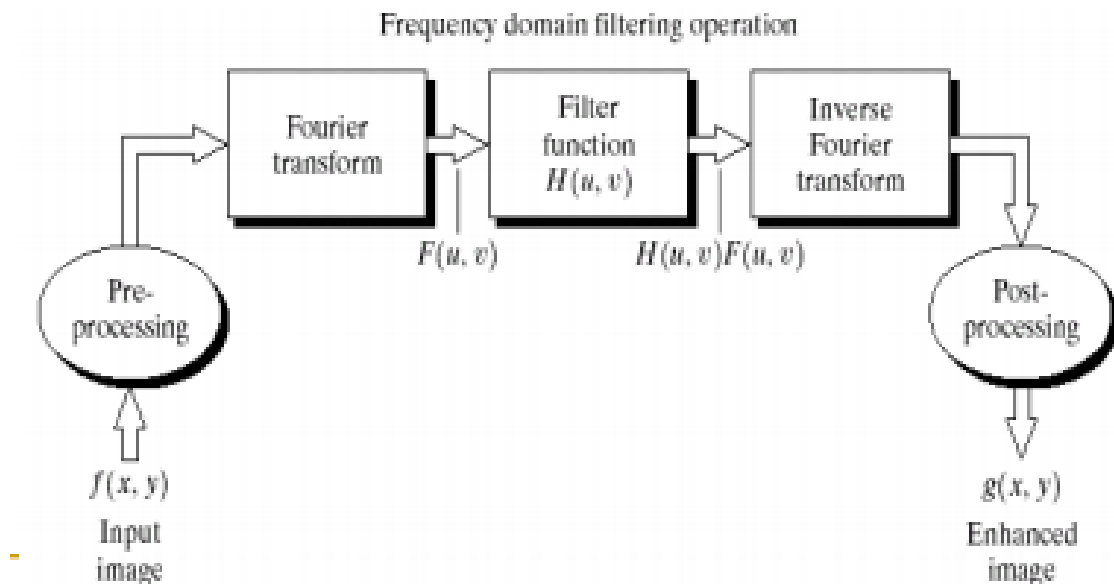 Frequency domain filtering operation
Fourier
transform
Filter
function
H(u, v)
Inverse
Fourier
transform
F(u, v)
H(u, v)F(u, v)
Pre-
processing
Post-
processing
f(x, y)
Input
image
g(x, y)
Enhanced
image